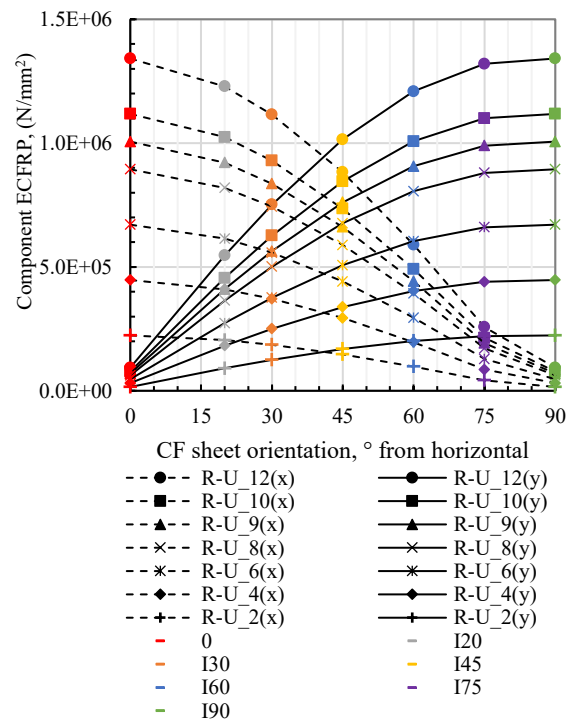 1.5E+06
1.0E+06
5.0E+05
0.0E+00
Component ECFRP, (N/mm²)
0 15 30 45 60 75 90
CF sheet orientation, ° from horizontal
R-U_12(x) R-U_12(y)
R-U_10(x) R-U_10(y)
R-U_9(x) R-U_9(y)
R-U_8(x) R-U_8(y)
R-U_6(x) R-U_6(y)
R-U_4(x) R-U_4(y)
R-U_2(x) R-U_2(y)
0 I20
I30 I45
I60 I75
I90